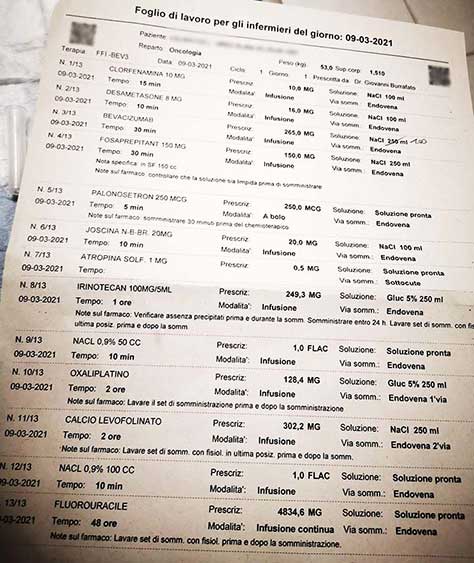 Foglio di lavoro per gli infermieri del giorno: 09-03-2021
Paziente:
Reparto: Oncologia Peso (kg) 53,0 Sup.corp: 1,510
Terapia FFI -BEV3 Data 09-03-2021 Ciclo 1 Giorno 1 Prescritta da Dr. Giovanni Burrafato
N. 1/13 CLORFENAMINA 10 MG Prescriz: 10,0 MG Soluzione: NaCl 100 ml
09-03-2021 Tempo: 15 min Modalita': Infusione Via somm.: Endovena
N. 2/13 DESAMETASONE 8 MG Prescriz: 16,0 MG Soluzione: NaCl 100 ml
09-03-2021 Tempo: 10 min Modalita': Infusione Via somm.: Endovena
N. 3/13 BEVACIZUMAB Prescriz: 265,0 MG Soluzione: NaCl 250 ml
09-03-2021 Tempo: 30 min Modalita': Infusione Via somm.: Endovena
N. 4/13 FOSAPREPITANT 150 MG Prescriz: 150,0 MG Soluzione: NaCl 250 ml
09-03-2021 Tempo: 30 min Modalita': Infusione Via somm.: Endovena
Nota specifica: in SF 150 cc
Note sul farmaco: controllare che la soluzione sia limpida prima di somministrare
N. 5/13 PALONOSETRON 250 MCG Prescriz: 250,0 MCG Soluzione: Soluzione pronta
09-03-2021 Tempo: 5 min Modalita': A bolo Via somm.: Endovena
Note sul farmaco: somministrare 30 minuti prima del chemioterapico
N. 6/13 JOSCINA N-B-BR. 20MG Prescriz: 20,0 MG Soluzione: NaCl 100 ml
09-03-2021 Tempo: 10 min Modalita': Infusione Via somm.: Endovena
N. 7/13 ATROPINA SOLF. 1 MG Prescriz: 0,5 MG Soluzione: Soluzione pronta
09-03-2021 Tempo: Modalita': Via somm.: Sottocute
N. 8/13 IRINOTECAN 100MG/5ML Prescriz: 249,3 MG Soluzione: Gluc 5% 250 ml
09-03-2021 Tempo: 1 ore Modalita': Infusione Via somm.: Endovena
Note sul farmaco: Verificare assenza precipitati prima e durante la somm. Somministrare entro 24 h. Lavare set di somm. con fis
ultima posiz. prima e dopo la somm
N. 9/13 NACL 0,9% 50 CC Prescriz: 1,0 FLAC Soluzione: Soluzione pronta
09-03-2021 Tempo: 10 min Modalita': Infusione Via somm.: Endovena
N. 10/13 OXALIPLATINO Prescriz: 128,4 MG Soluzione: Gluc 5% 250 ml
09-03-2021 Tempo: 2 ore Modalita': Infusione Via somm.: Endovena 1'via
Note sul farmaco: Lavare il set di somministrazione prima e dopo la somministrazione
N. 11/13 CALCIO LEVOFOLINATO Prescriz: 302,2 MG Soluzione: NaCl 250 ml
09-03-2021 Tempo: 2 ore Modalita': Infusione Via somm.: Endovena 2'via
Note sul farmaco: Lavare set di somm. con fisiol. in ultima posiz. prima e dopo la somm.
N. 12/13 NACL 0,9% 100 CC Prescriz: 1,0 FLAC Soluzione: Soluzione pronta
09-03-2021 Tempo: 10 min Modalita': Infusione Via somm.: Endovena
13/13 FLUOROURACILE Prescriz: 4834,6 MG Soluzione: Soluzione pronta
-03-2021 Tempo: 48 ore Modalita': Infusione continua Via somm.: Endovena
Note sul farmaco: Lavare set di somm. con fisiol. prima e dopo la somministrazione.